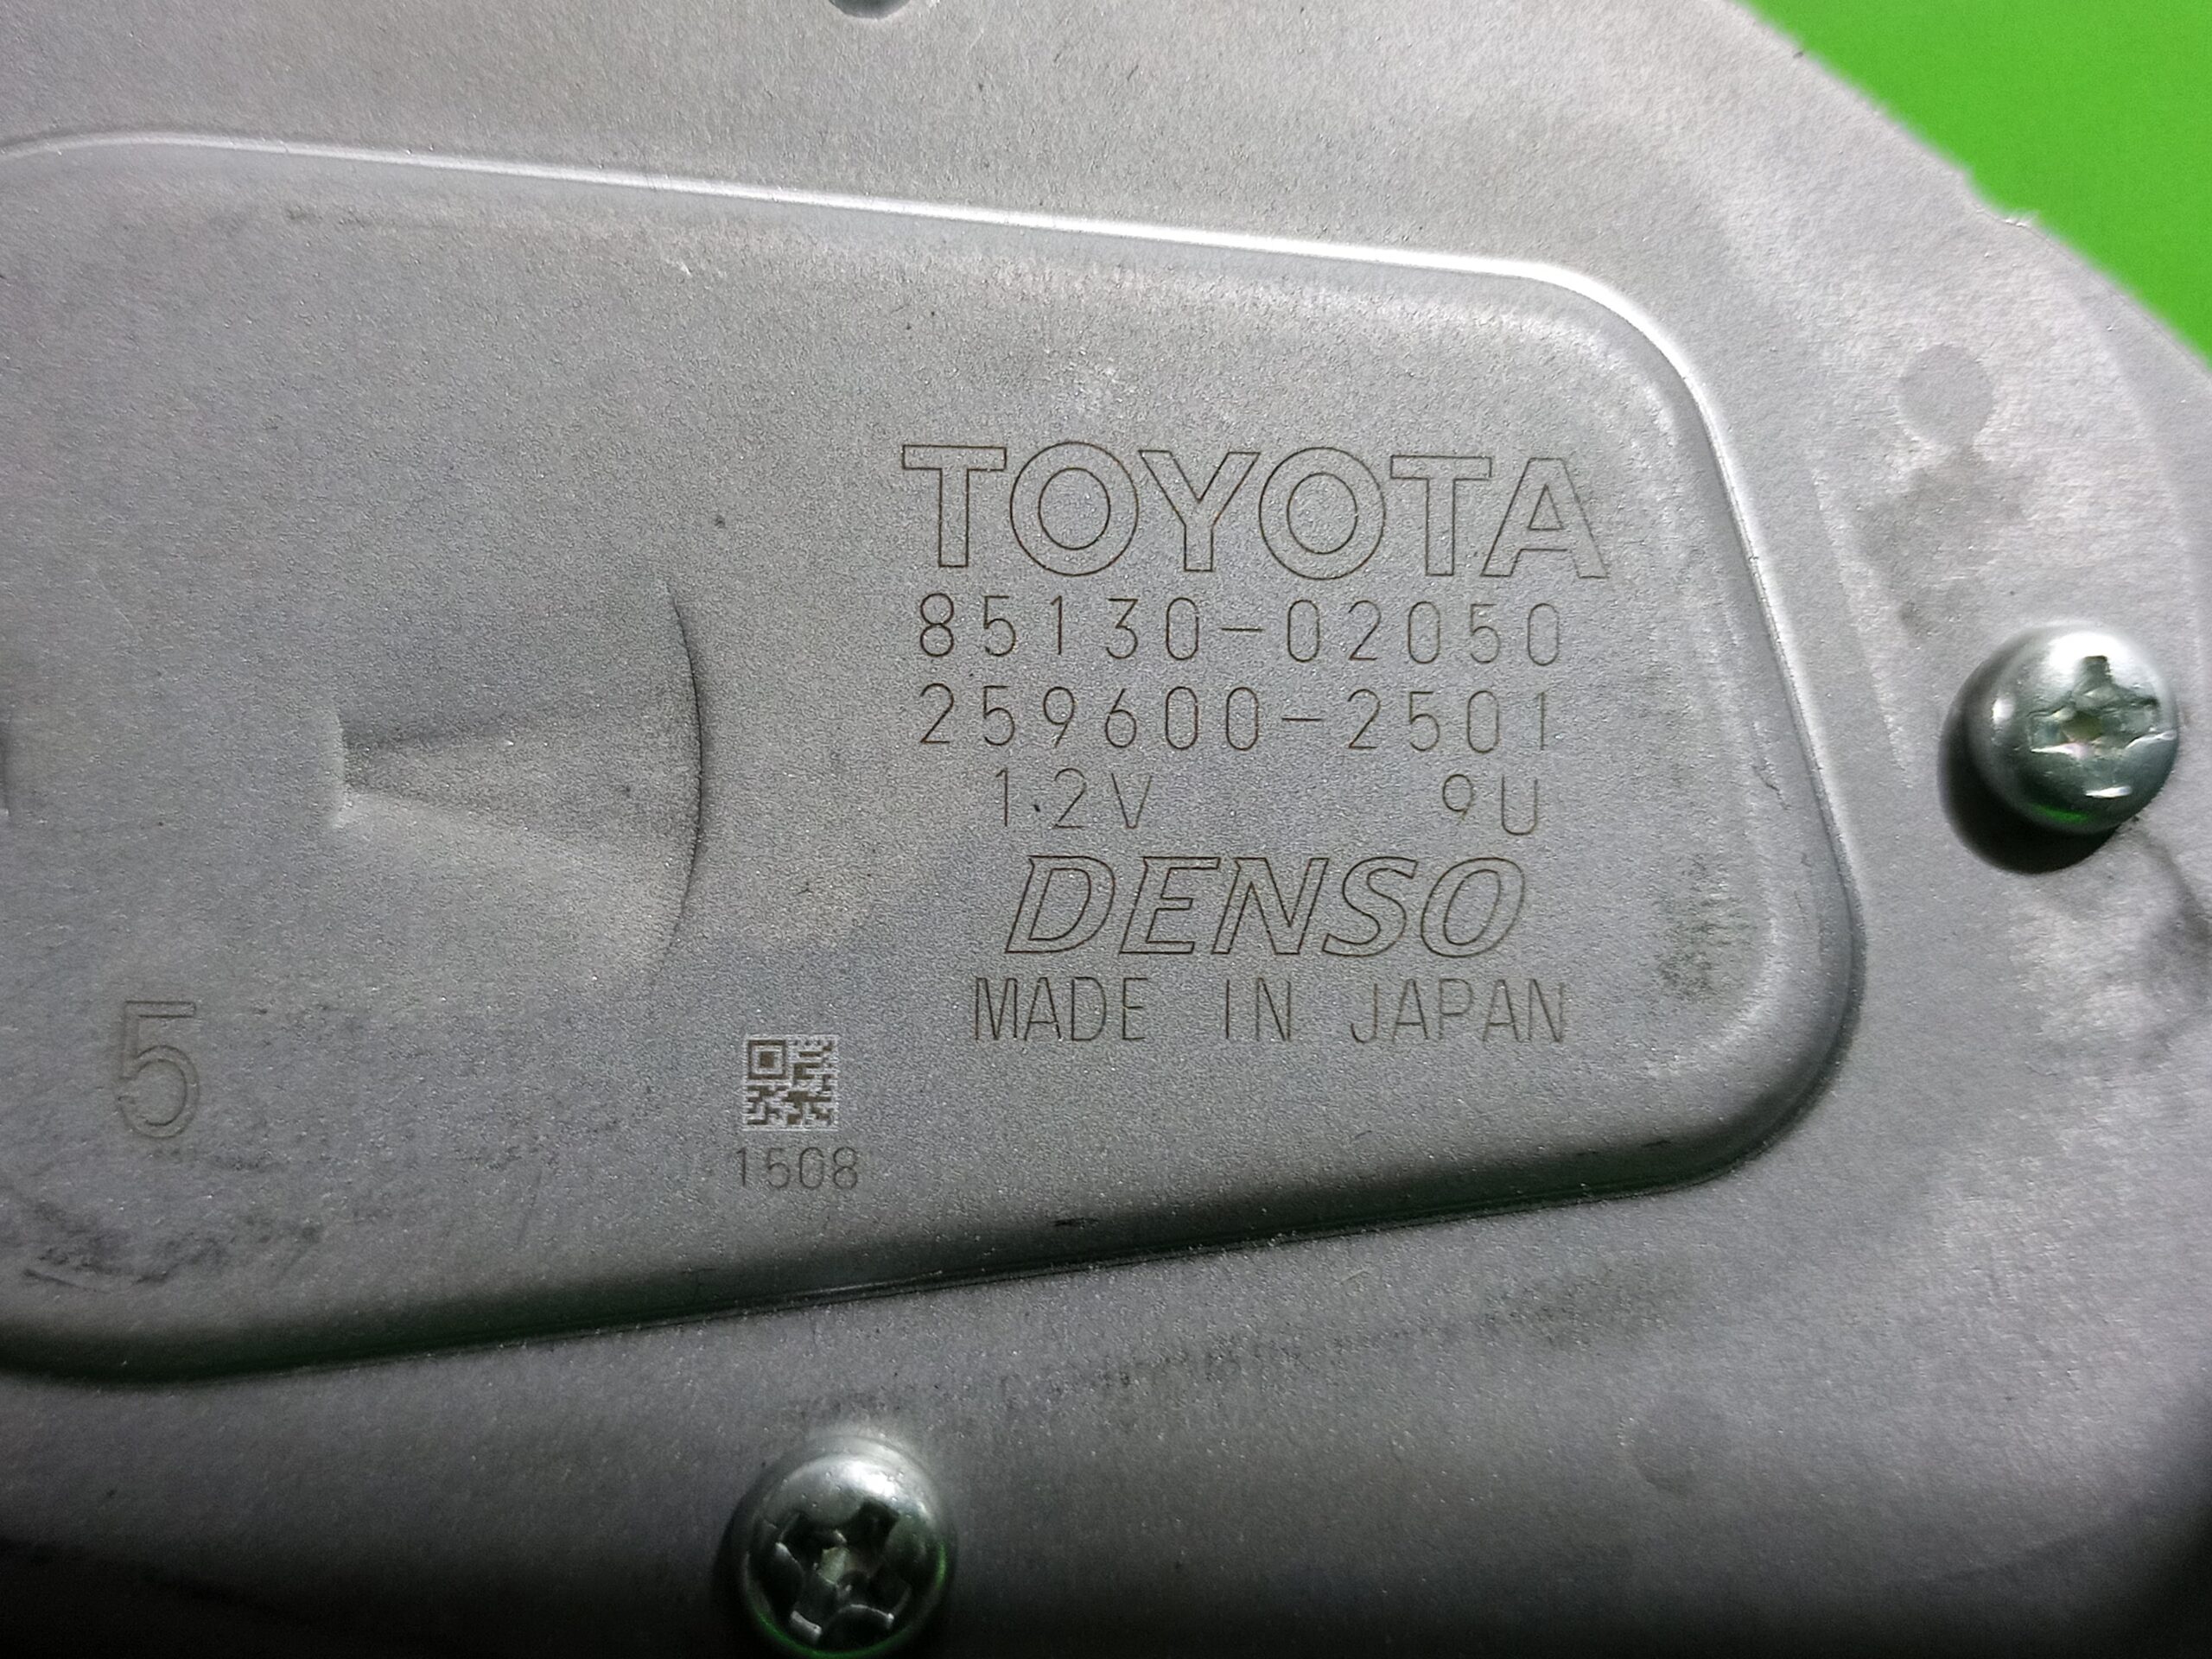 TOYOTA
85130-02050
259600-2501
12V 9U
DENSO
MADE IN JAPAN
5
1508